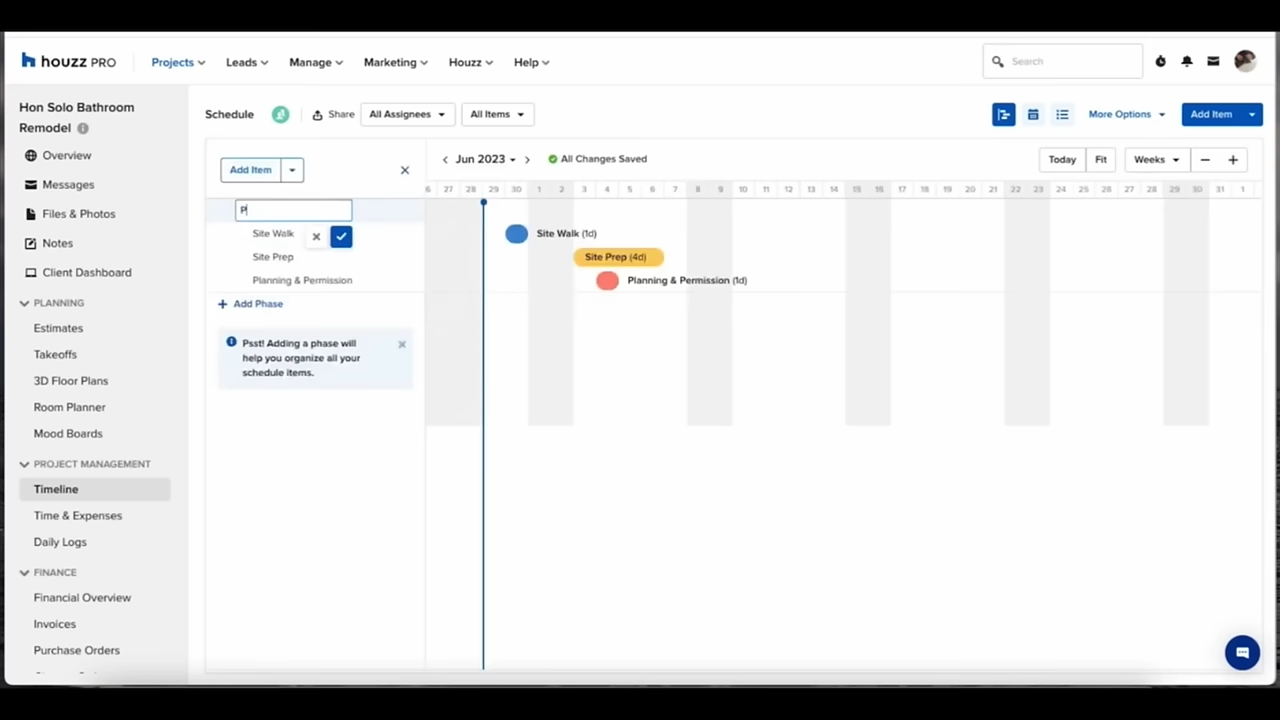 houzz PRO
Projects
Leads
Manage
Marketing
Houzz
Help
Search
Hon Solo Bathroom
Remodel
Overview
Messages
Files & Photos
Notes
Client Dashboard
PLANNING
Estimates
Takeoffs
3D Floor Plans
Room Planner
Mood Boards
PROJECT MANAGEMENT
Timeline
Time & Expenses
Daily Logs
FINANCE
Financial Overview
Invoices
Purchase Orders
Schedule
Share
All Assignees
All Items
More Options
Add Item
Add Item
Jun 2023
All Changes Saved
Today
Fit
Weeks
6 27 28 29 30 1 2 3 4 5 6 7 8 9 10 11 12 13 14 15 16 17 18 19 20 21 22 23 24 25 26 27 28 29 30 31 1
P
Site Walk
Site Walk (1d)
Site Prep
Site Prep (4d)
Planning & Permission
Planning & Permission (1d)
+ Add Phase
Psst! Adding a phase will
help you organize all your
schedule items.